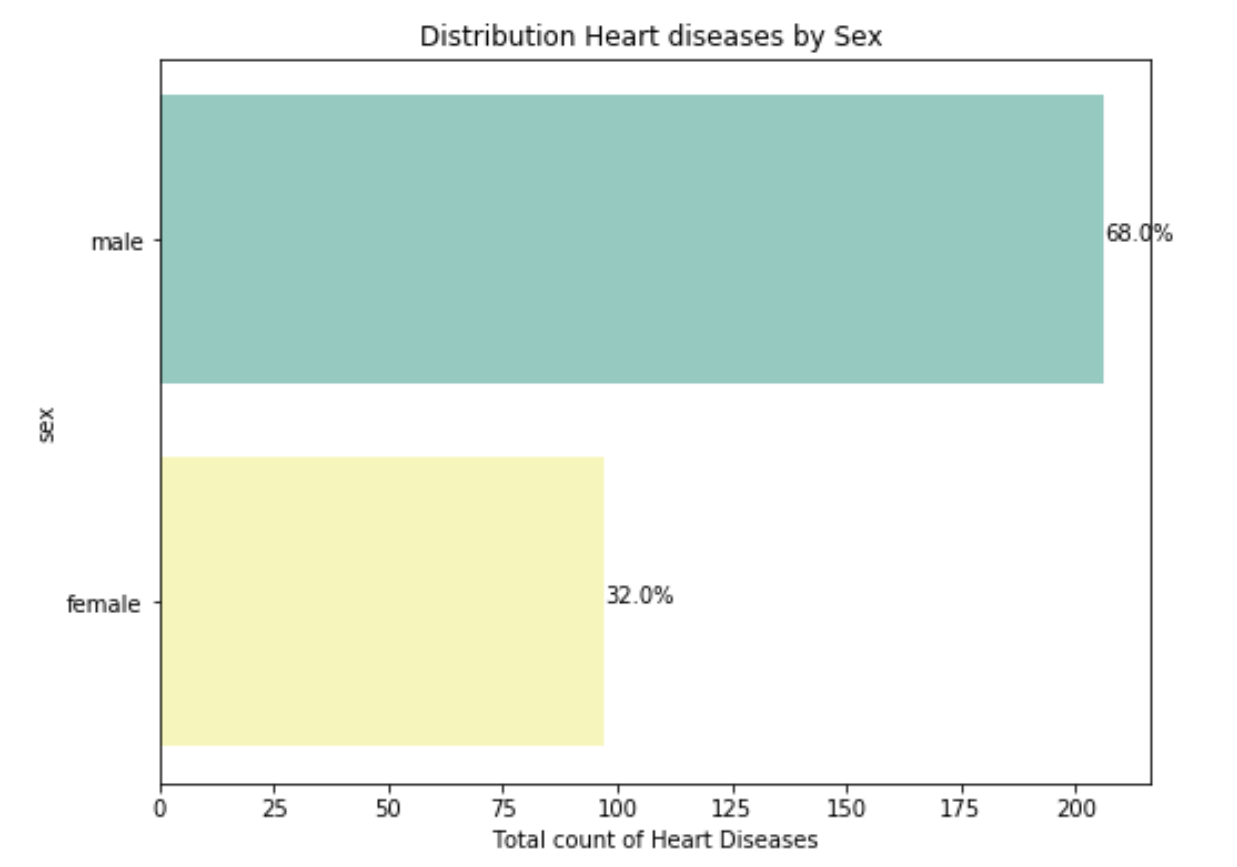 Distribution Heart diseases by Sex
male
68.0%
sex
female
32.0%
0 25 50 75 100 125 150 175 200
Total count of Heart Diseases